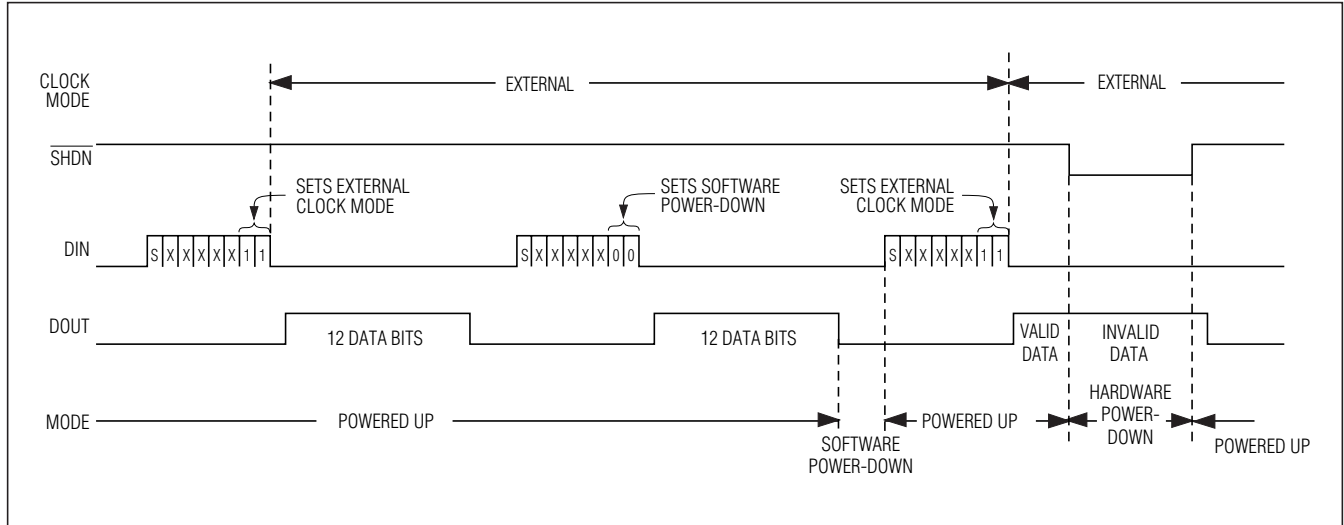 CLOCK
MODE
EXTERNAL
EXTERNAL
SHDN
SETS EXTERNAL
CLOCK MODE
SETS SOFTWARE
POWER-DOWN
SETS EXTERNAL
CLOCK MODE
DIN
S X X X X X 1 1
S X X X X X 0 0
S X X X X X 1 1
DOUT
12 DATA BITS
12 DATA BITS
VALID
DATA
INVALID
DATA
MODE
POWERED UP
SOFTWARE
POWER-DOWN
POWERED UP
HARDWARE
POWER-
DOWN
POWERED UP